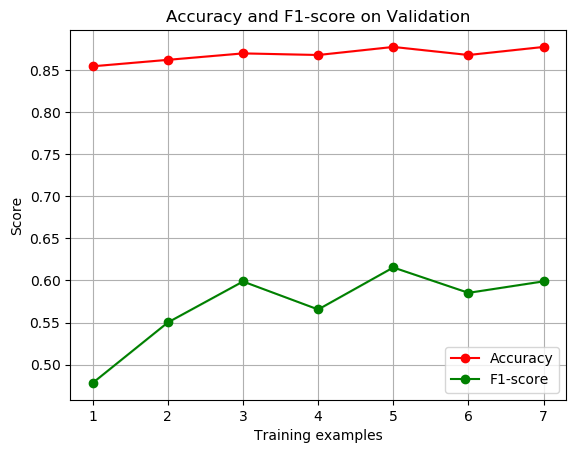 Accuracy and F1-score on Validation
0.85
0.80
0.75
0.70
0.65
0.60
0.55
0.50
Score
1 2 3 4 5 6 7
Training examples
Accuracy
F1-score